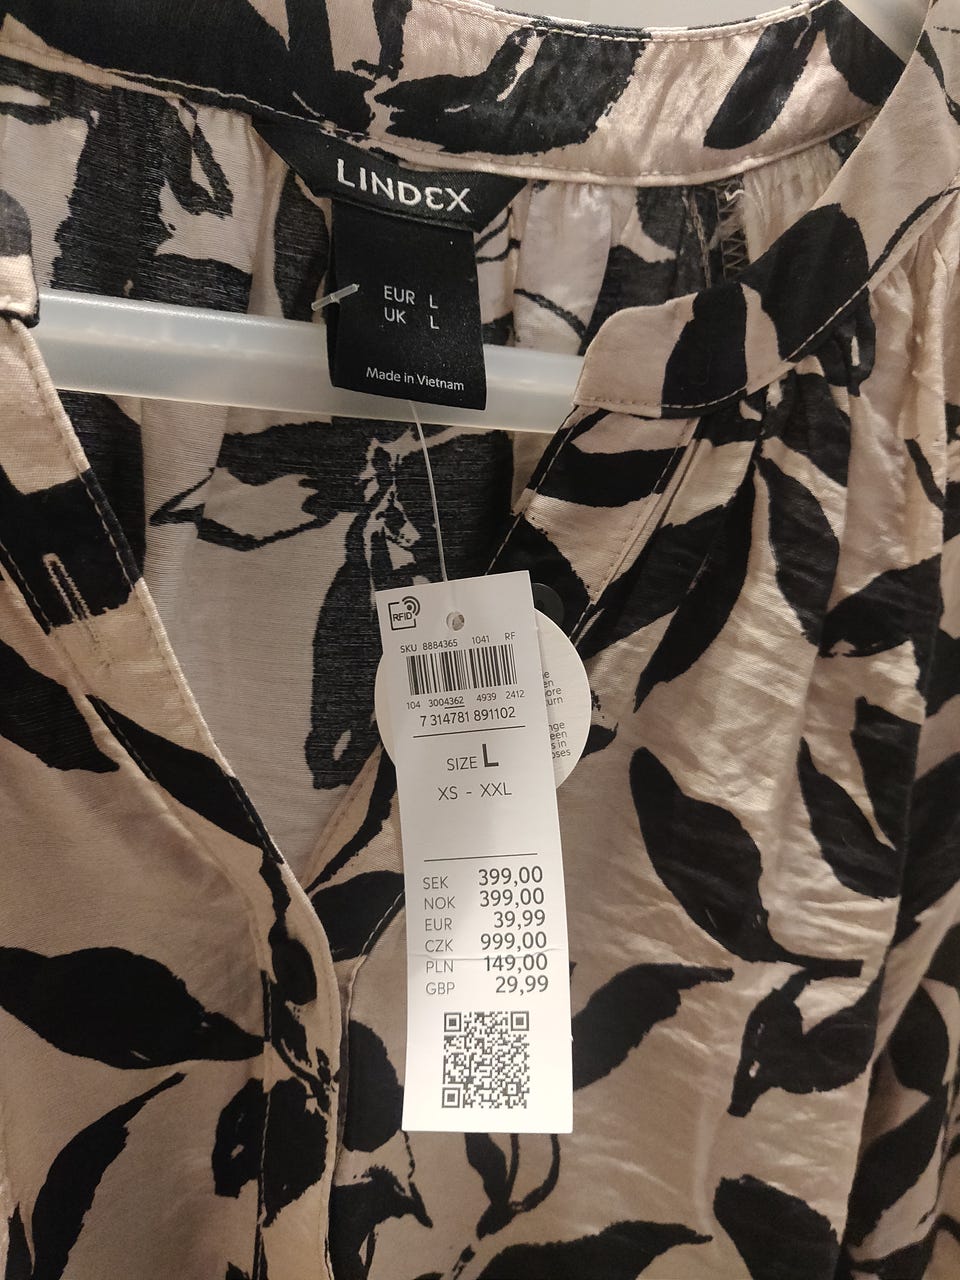 LINDEX
EUR L
UK L
Made in Vietnam
RFID
SKU 8884365 1041 RF
104 3004362 4939 2412
7 314781 891102
SIZE L
XS - XXL
SEK 399,00
NOK 399,00
EUR 39,99
CZK 999,00
PLN 149,00
GBP 29,99